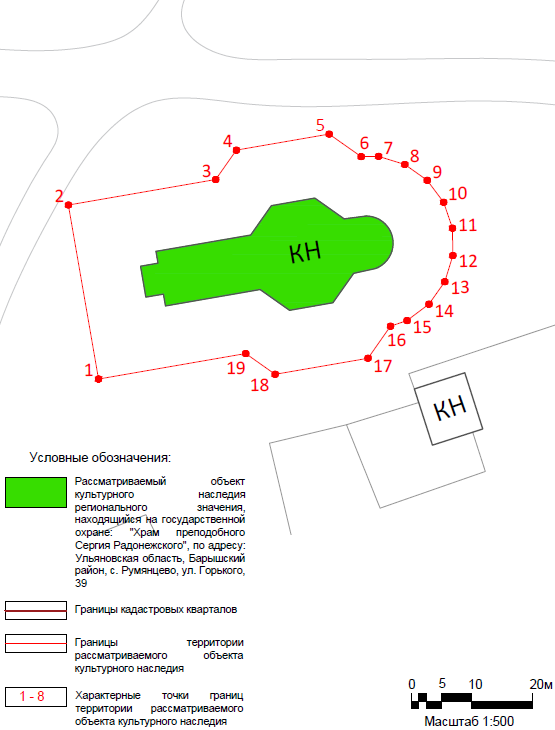 5
4
6
7
8
3
9
2
10
11
КН
12
13
14
15
16
1
19
17
18
КН
Условные обозначения:
Рассматриваемый объект
культурного наследия
регионального значения,
находящийся на государственной
охране: "Храм преподобного
Сергия Радонежского", по адресу:
Ульяновская область, Барышский
район, с. Румянцево, ул. Горького,
39
Границы кадастровых кварталов
Границы территории
рассматриваемого объекта
культурного наследия
1 - 8
Характерные точки границ
территории рассматриваемого
объекта культурного наследия
0 5 10 20м
Масштаб 1:500